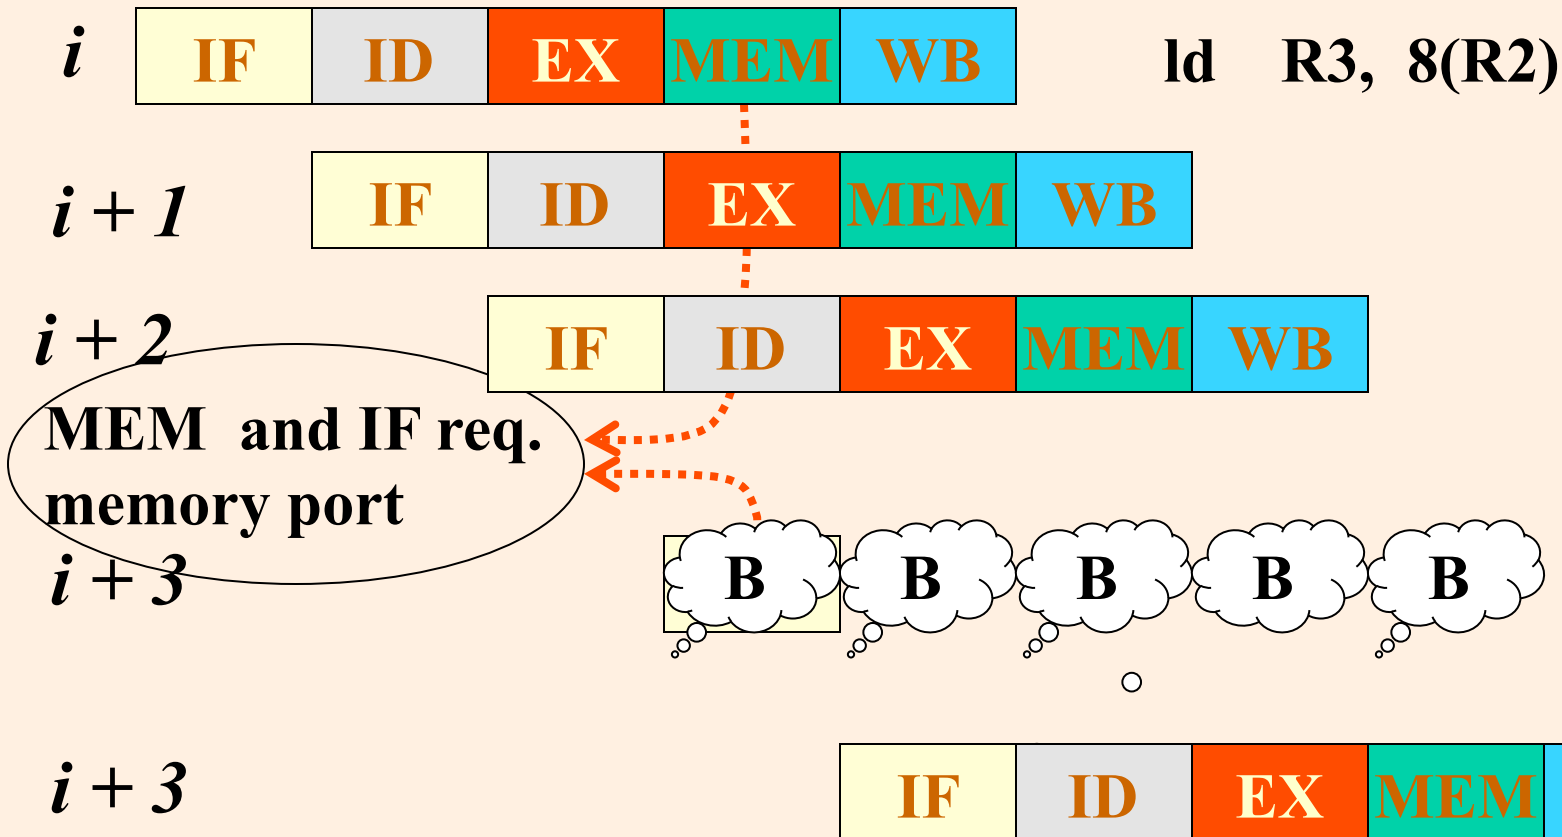 i IF ID EX MEM WB ld R3, 8(R2)
i + 1 IF ID EX MEM WB
i + 2 IF ID EX MEM WB
MEM and IF req.
memory port
i + 3 B B B B B
i + 3 IF ID EX MEM